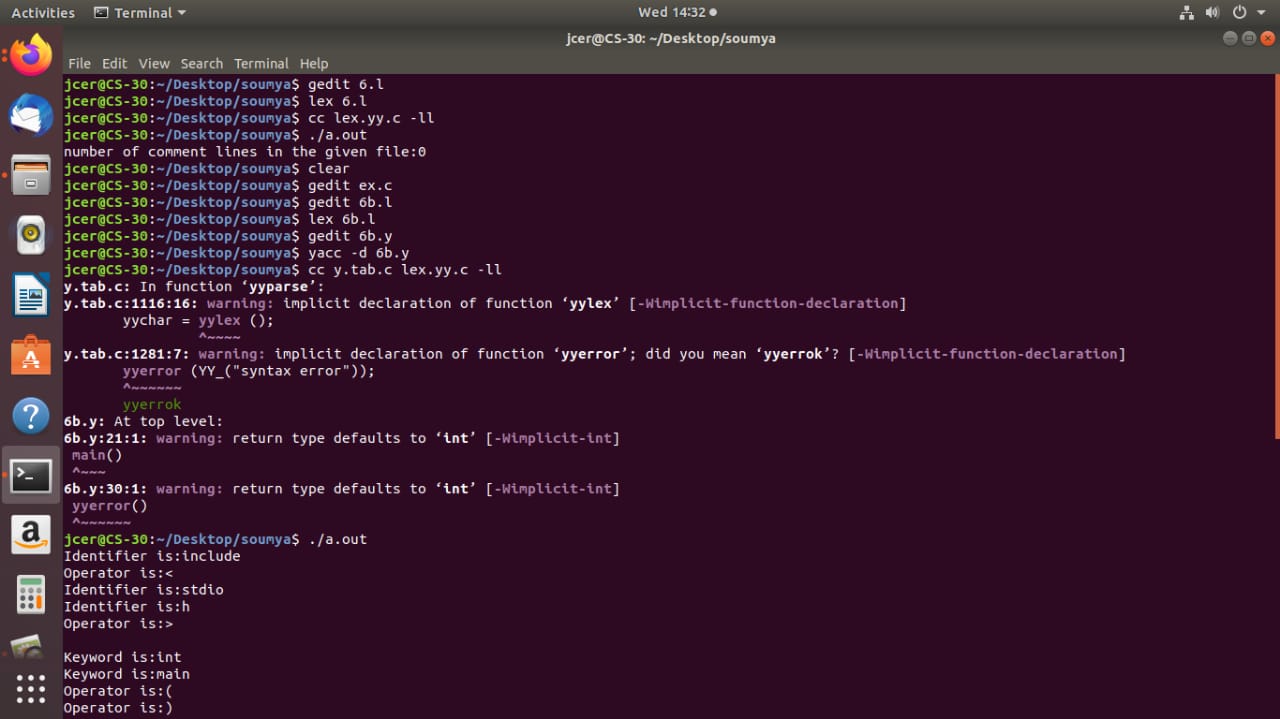 Activities Terminal Wed 14:32
jcer@CS-30: ~/Desktop/soumya
File Edit View Search Terminal Help
jcer@CS-30:~/Desktop/soumya$ gedit 6.l
jcer@CS-30:~/Desktop/soumya$ lex 6.l
jcer@CS-30:~/Desktop/soumya$ cc lex.yy.c -ll
jcer@CS-30:~/Desktop/soumya$ ./a.out
number of comment lines in the given file:0
jcer@CS-30:~/Desktop/soumya$ clear
jcer@CS-30:~/Desktop/soumya$ gedit ex.c
jcer@CS-30:~/Desktop/soumya$ gedit 6b.l
jcer@CS-30:~/Desktop/soumya$ lex 6b.l
jcer@CS-30:~/Desktop/soumya$ gedit 6b.y
jcer@CS-30:~/Desktop/soumya$ yacc -d 6b.y
jcer@CS-30:~/Desktop/soumya$ cc y.tab.c lex.yy.c -ll
y.tab.c: In function ‘yyparse’:
y.tab.c:1116:16: warning: implicit declaration of function ‘yylex’ [-Wimplicit-function-declaration]
yychar = yylex ();
^~~~~
y.tab.c:1281:7: warning: implicit declaration of function ‘yyerror’; did you mean ‘yyerrok’? [-Wimplicit-function-declaration]
yyerror (YY_("syntax error"));
^~~~~~~
yyerrok
6b.y: At top level:
6b.y:21:1: warning: return type defaults to ‘int’ [-Wimplicit-int]
main()
^~~~
6b.y:30:1: warning: return type defaults to ‘int’ [-Wimplicit-int]
yyerror()
^~~~~~~
jcer@CS-30:~/Desktop/soumya$ ./a.out
Identifier is:include
Operator is:<
Identifier is:stdio
Identifier is:h
Operator is:>
Keyword is:int
Keyword is:main
Operator is:(
Operator is:)